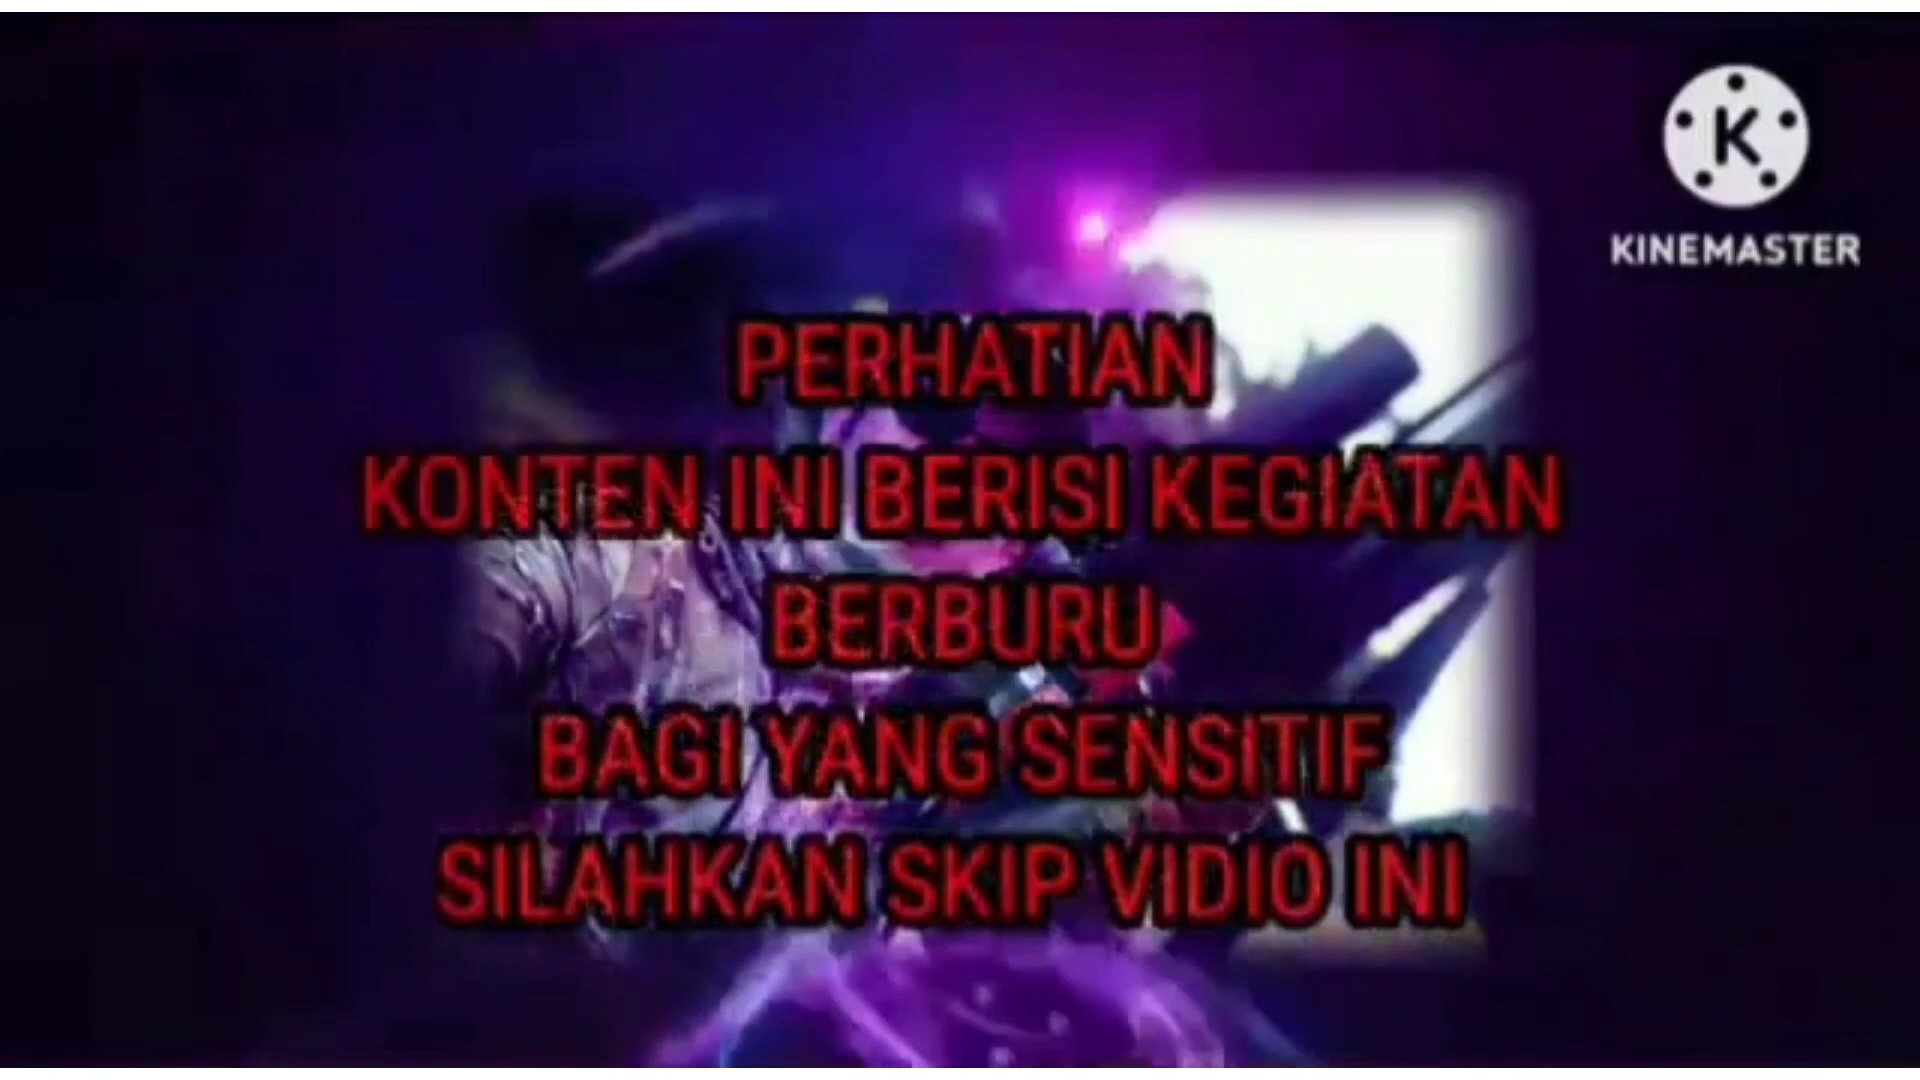 K
KINEMASTER
PERHATIAN
KONTEN INI BERISI KEGIATAN
BERBURU
BAGI YANG SENSITIF
SILAHKAN SKIP VIDIO INI